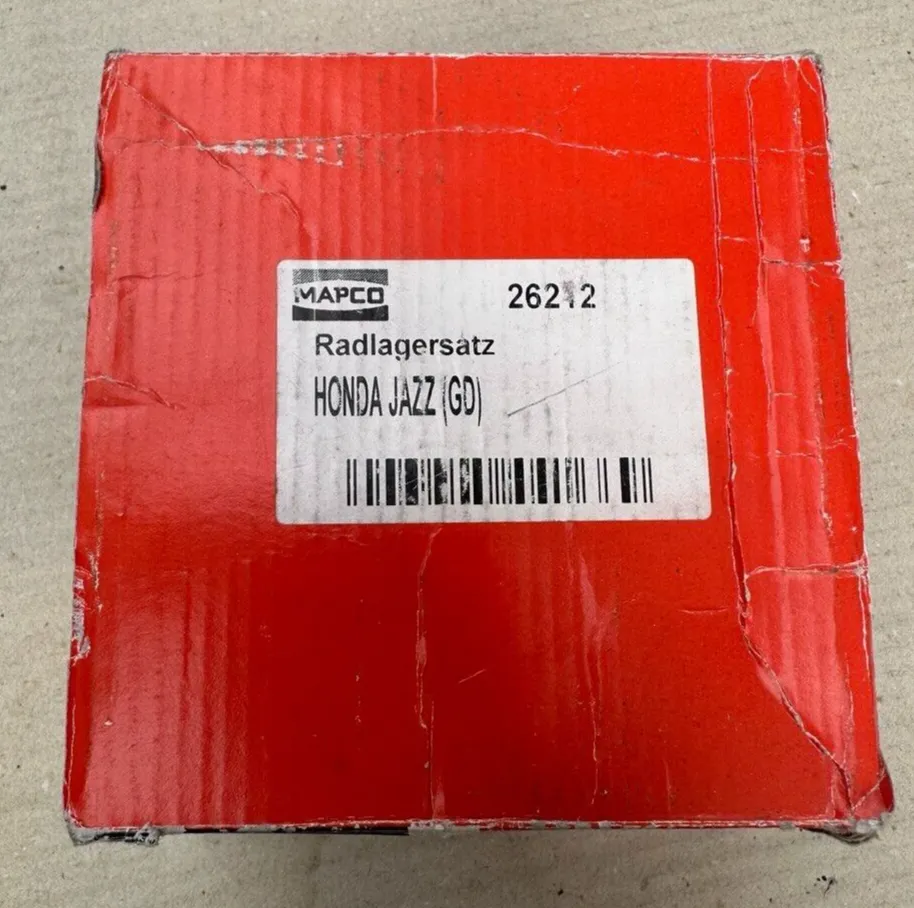 MAPCO 26212
Radlagersatz
HONDA JAZZ (GD)